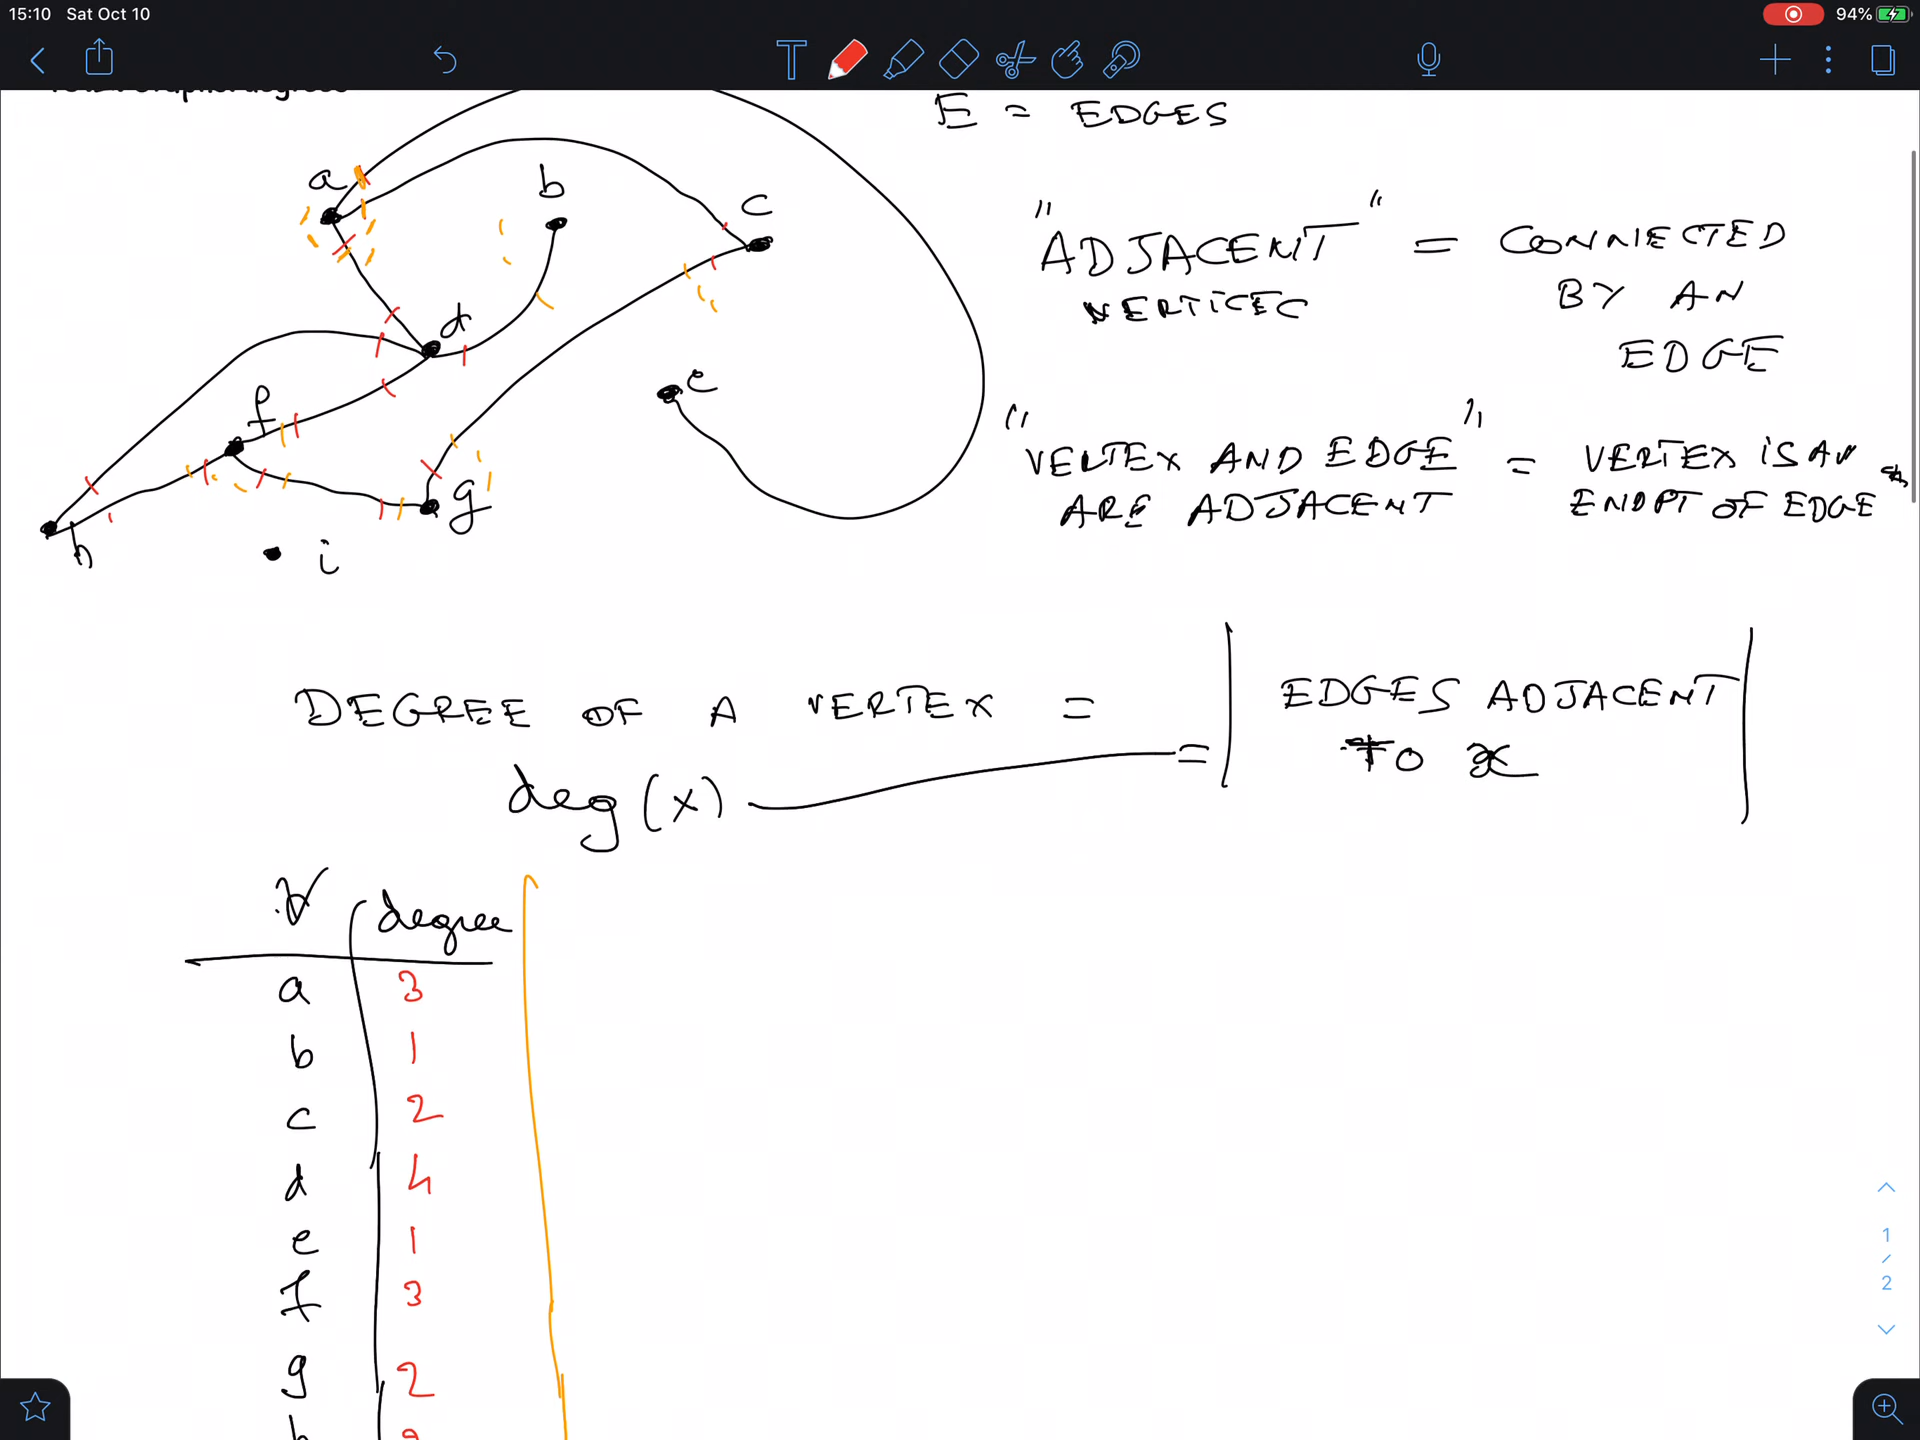 15:10 Sat Oct 10
94%
E = EDGES
a
b
c
d
e
f
g
h
i
"ADJACENT" = CONNECTED
VERTICEC BY AN
EDGE
"VERTEX AND EDGE" = VERTEX IS AN
ARE ADJACENT ENDPT OF EDGE
DEGREE OF A VERTEX = | EDGES ADJACENT |
deg(x) = TO x
V degree
a 3
b 1
c 2
d 4
e 1
f 3
g 2
1
/
2